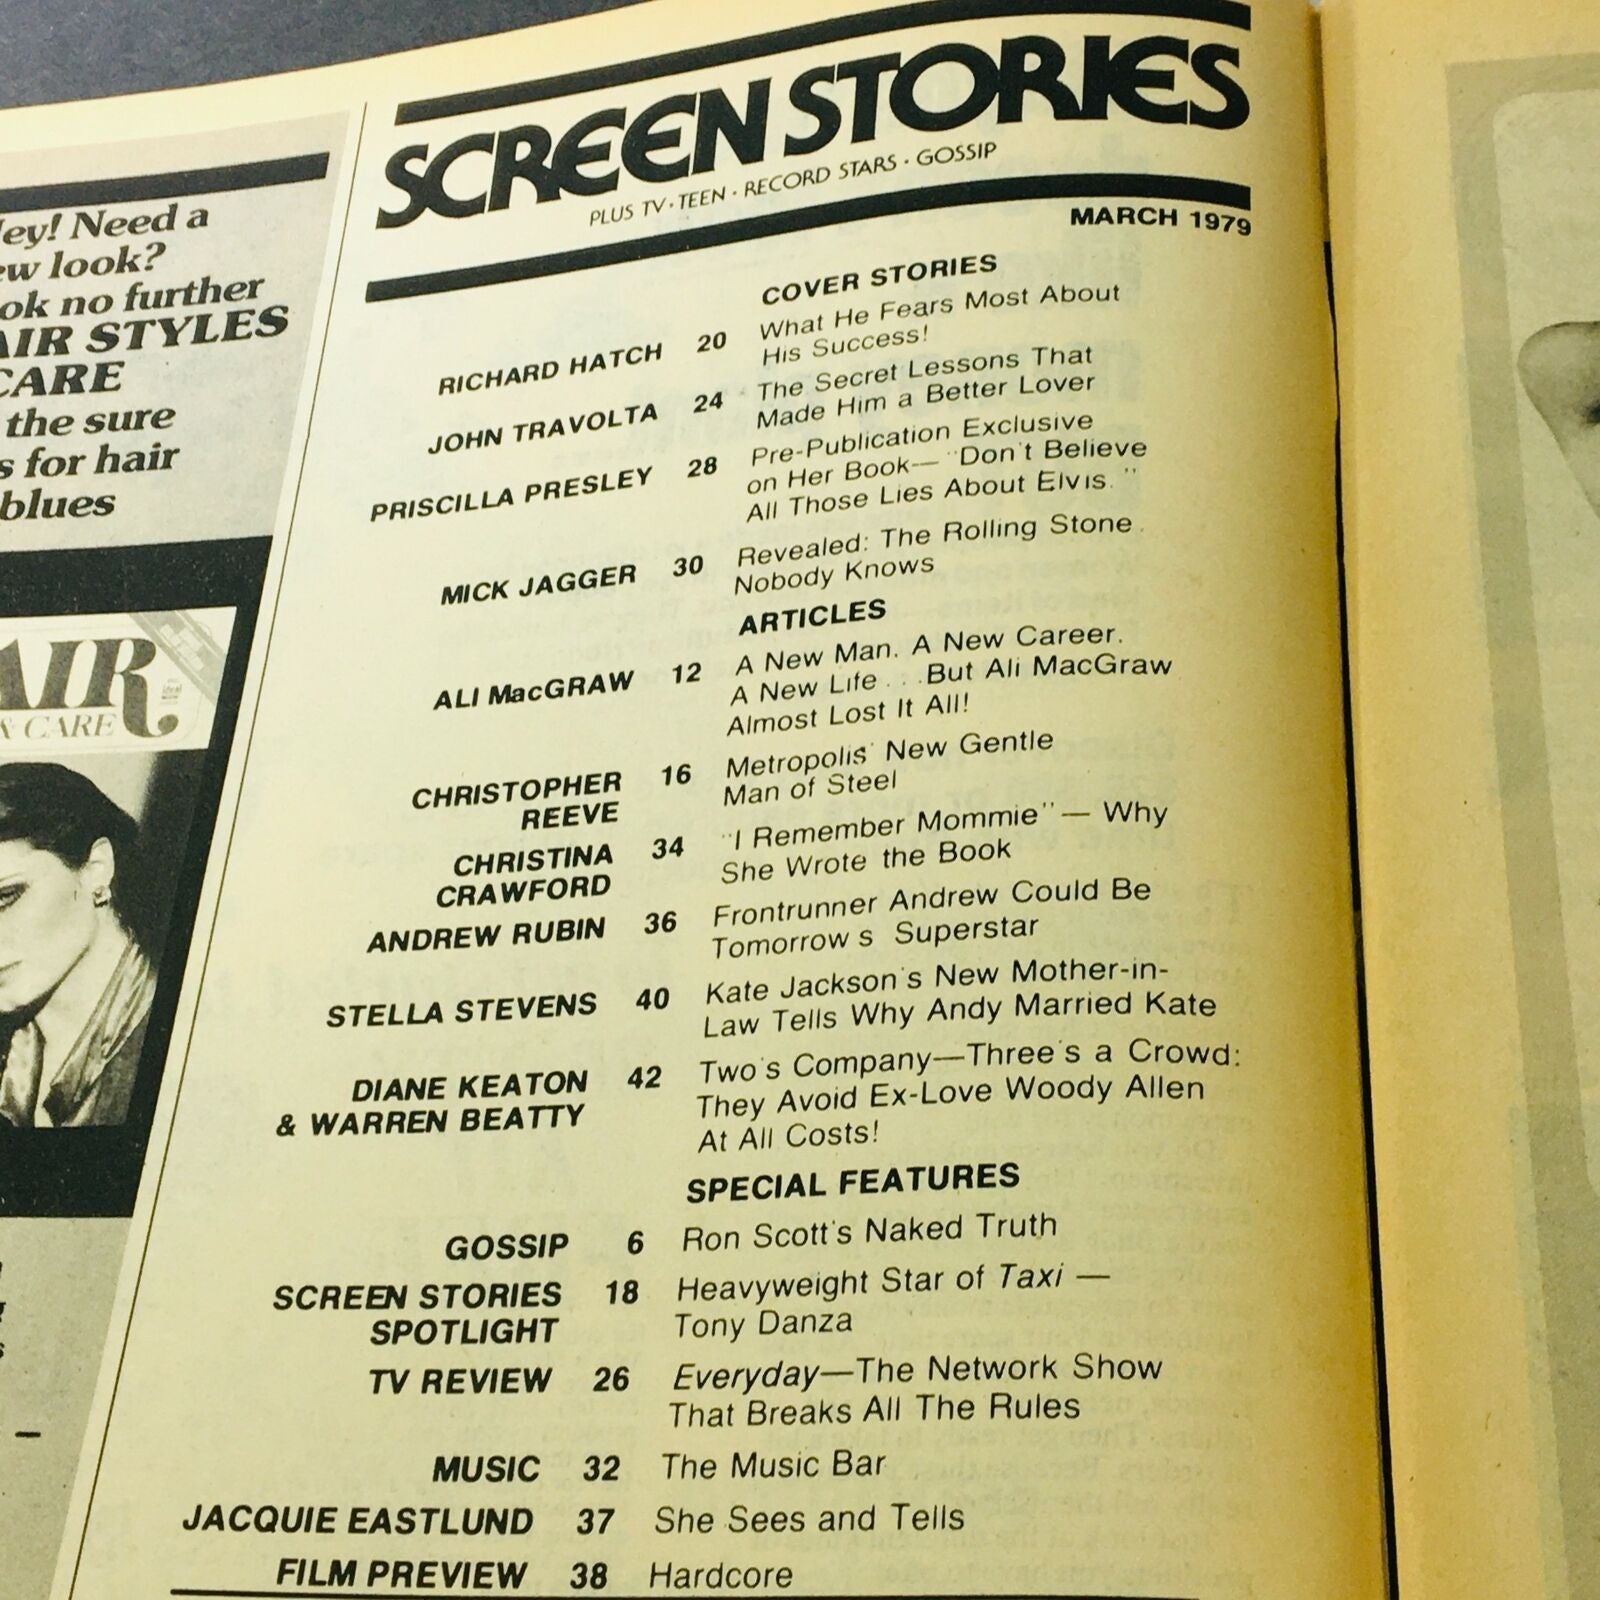 ey! Need a
w look?
ok no further
AIR STYLES
CARE
the sure
s for hair
blues
AIR
& CARE
SCREEN STORIES
PLUS TV · TEEN · RECORD STARS · GOSSIP
MARCH 1979
COVER STORIES
RICHARD HATCH 20 What He Fears Most About
His Success!
JOHN TRAVOLTA 24 The Secret Lessons That
Made Him a Better Lover
PRISCILLA PRESLEY 28 Pre-Publication Exclusive
on Her Book— "Don't Believe
All Those Lies About Elvis."
MICK JAGGER 30 Revealed: The Rolling Stone
Nobody Knows
ARTICLES
ALI MacGRAW 12 A New Man. A New Career.
A New Life . . . But Ali MacGraw
Almost Lost It All!
CHRISTOPHER 16 Metropolis' New Gentle
REEVE Man of Steel
CHRISTINA 34 "I Remember Mommie" — Why
CRAWFORD She Wrote the Book
ANDREW RUBIN 36 Frontrunner Andrew Could Be
Tomorrow s Superstar
STELLA STEVENS 40 Kate Jackson's New Mother-in-
Law Tells Why Andy Married Kate
DIANE KEATON 42 Two's Company—Three's a Crowd:
& WARREN BEATTY They Avoid Ex-Love Woody Allen
At All Costs!
SPECIAL FEATURES
GOSSIP 6 Ron Scott's Naked Truth
SCREEN STORIES 18 Heavyweight Star of Taxi —
SPOTLIGHT Tony Danza
TV REVIEW 26 Everyday—The Network Show
That Breaks All The Rules
MUSIC 32 The Music Bar
JACQUIE EASTLUND 37 She Sees and Tells
FILM PREVIEW 38 Hardcore